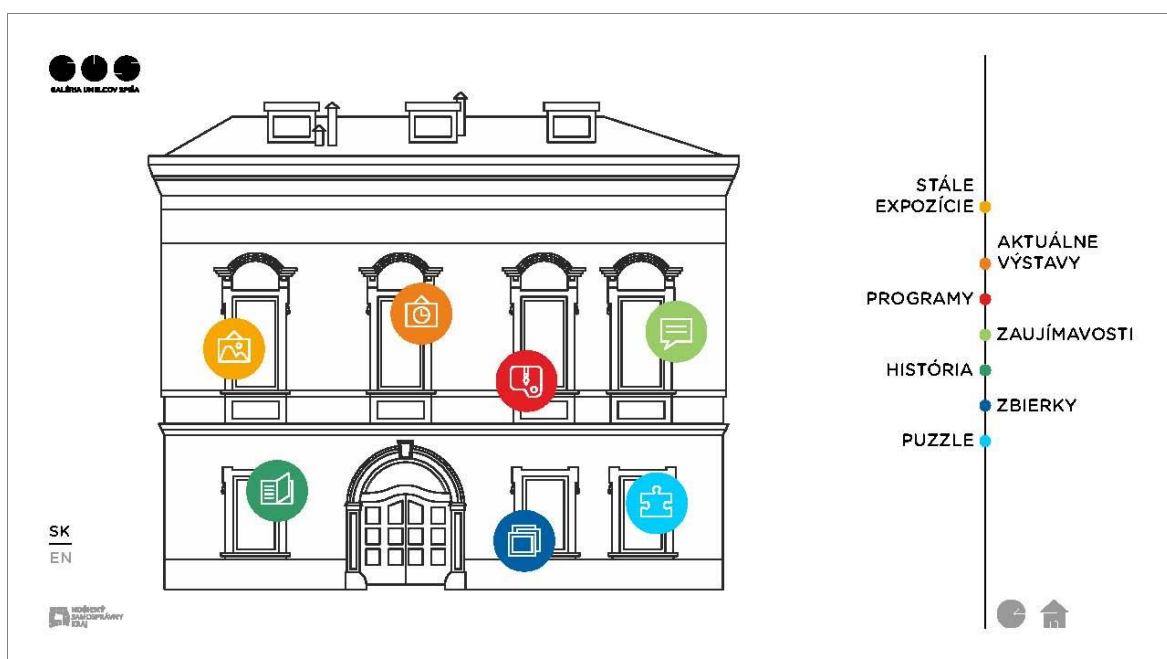 GALÉRIA UMELCOV SPIŠA
STÁLE
EXPOZÍCIE
AKTUÁLNE
VÝSTAVY
PROGRAMY
ZAUJÍMAVOSTI
HISTÓRIA
ZBIERKY
PUZZLE
SK
EN
KOŠICKÝ
SAMOSPRÁVNY
KRAJ